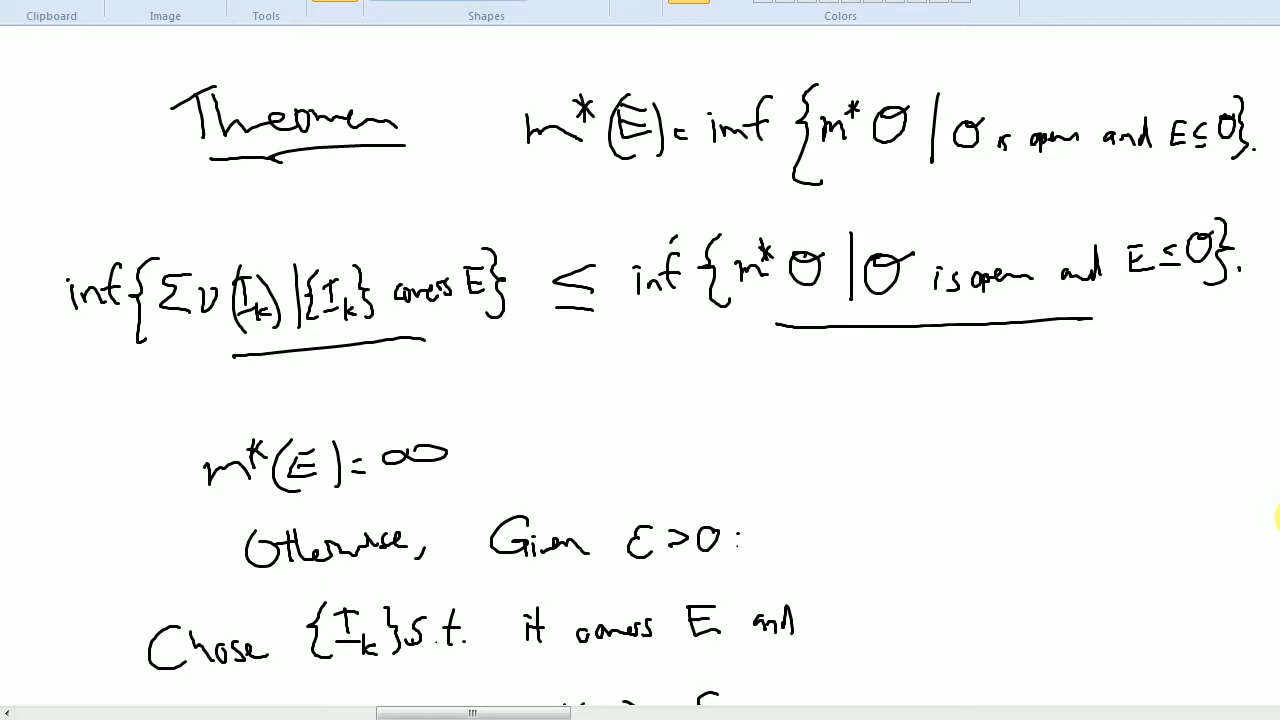 Clipboard Image Tools Shapes Colors
Theorem m*(E) = inf { m* O | O is open and E ⊆ O }.
inf { Σ v(I_k) | {I_k} covers E } ≤ inf { m* O | O is open and E ⊆ O }.
m*(E) = ∞
Otherwise, Given ε > 0 :
Chose {I_k} s.t. it covers E and